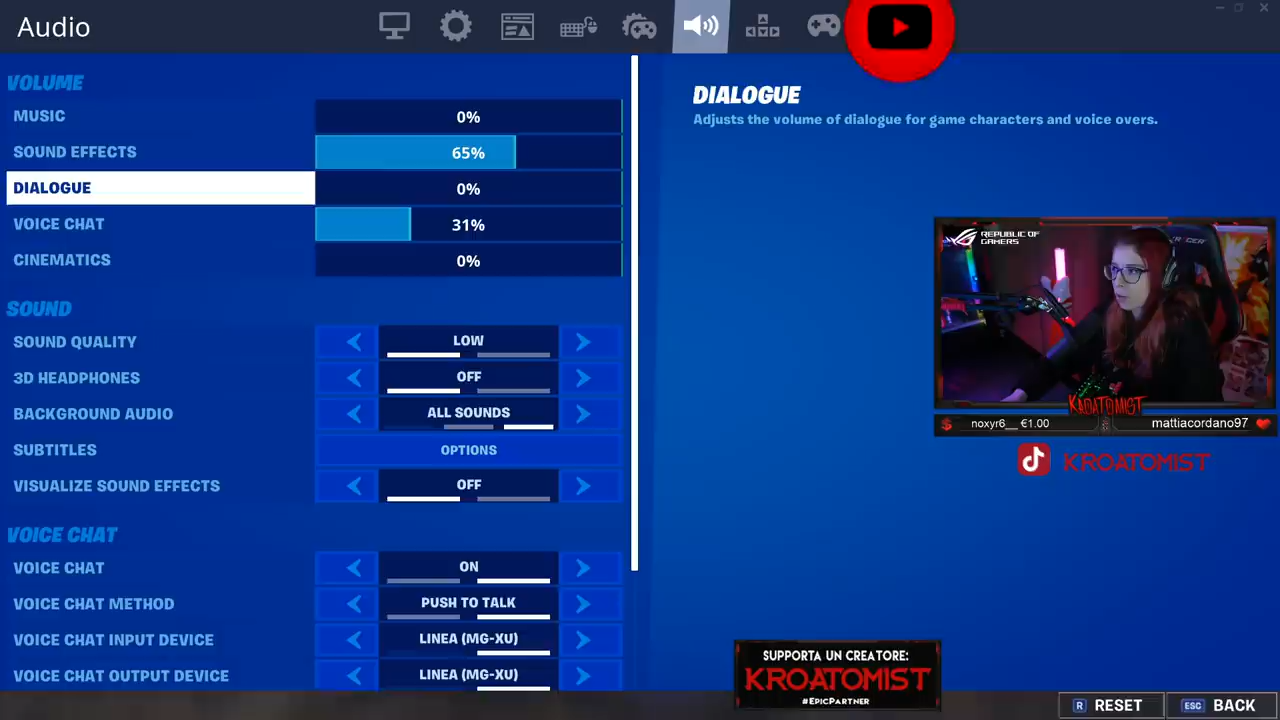 Audio
VOLUME
MUSIC 0%
SOUND EFFECTS 65%
DIALOGUE 0%
VOICE CHAT 31%
CINEMATICS 0%
SOUND
SOUND QUALITY LOW
3D HEADPHONES OFF
BACKGROUND AUDIO ALL SOUNDS
SUBTITLES OPTIONS
VISUALIZE SOUND EFFECTS OFF
VOICE CHAT
VOICE CHAT ON
VOICE CHAT METHOD PUSH TO TALK
VOICE CHAT INPUT DEVICE LINEA (MG-XU)
VOICE CHAT OUTPUT DEVICE LINEA (MG-XU)
DIALOGUE
Adjusts the volume of dialogue for game characters and voice overs.
REPUBLIC OF
GAMERS
KROATOMIST
noxyr6__ €1.00 mattiacordano97
KROATOMIST
SUPPORTA UN CREATORE:
KROATOMIST
#EPICPARTNER
R RESET ESC BACK